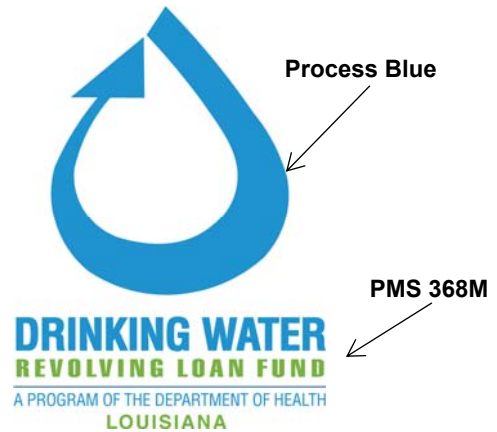 Process Blue
PMS 368M
DRINKING WATER
REVOLVING LOAN FUND
A PROGRAM OF THE DEPARTMENT OF HEALTH
LOUISIANA